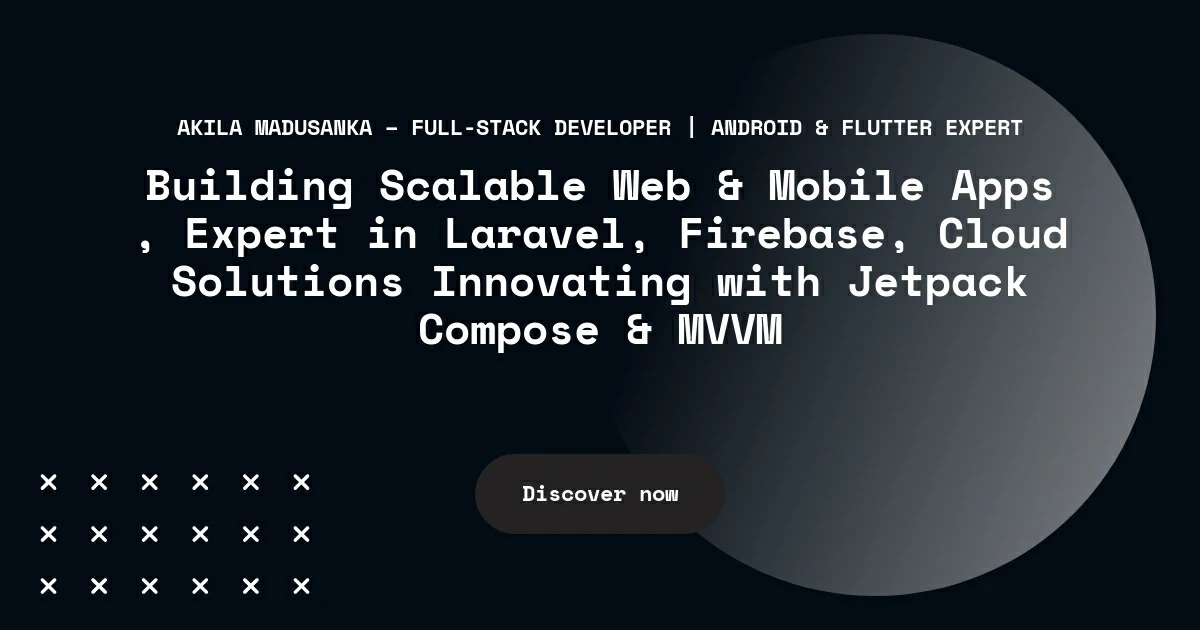 AKILA MADUSANKA – FULL-STACK DEVELOPER | ANDROID & FLUTTER EXPERT
Building Scalable Web & Mobile Apps
, Expert in Laravel, Firebase, Cloud
Solutions Innovating with Jetpack
Compose & MVVM
Discover now